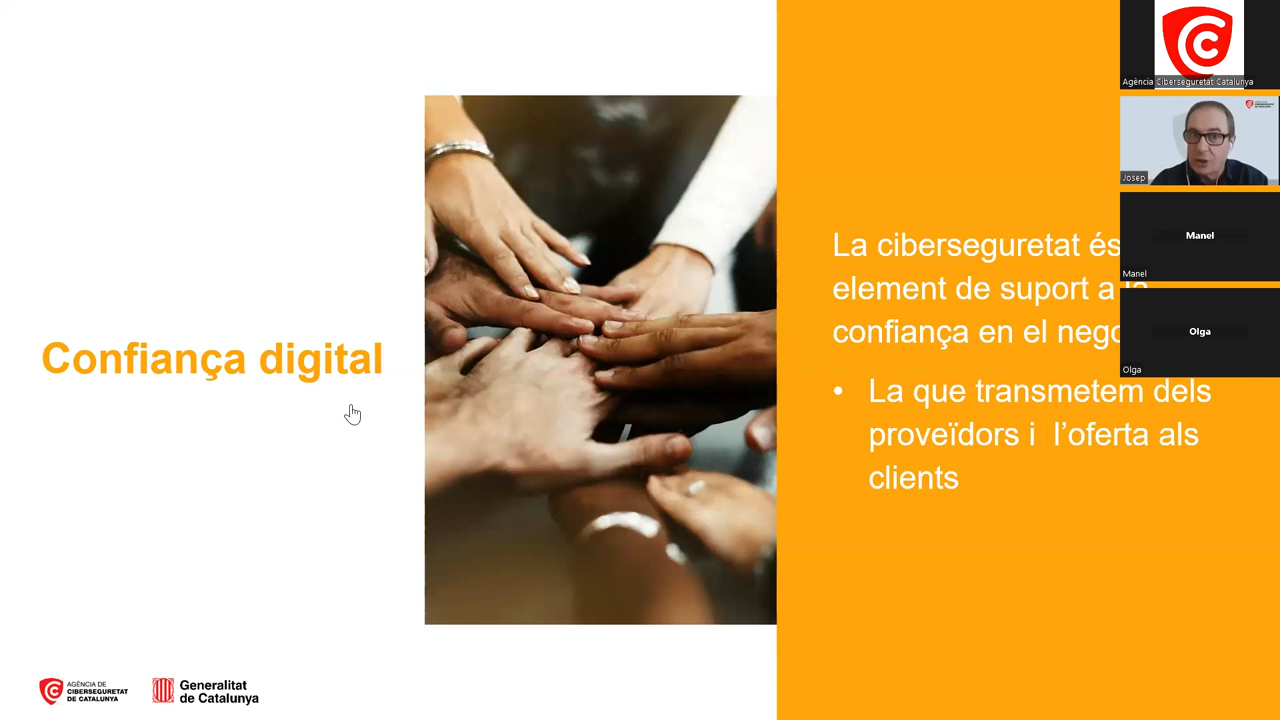 Confiança digital
La ciberseguretat és
element de suport a la
confiança en el nego
• La que transmetem dels
proveïdors i l’oferta als
clients
Agència Ciberseguretat Catalunya
Josep
Manel
Manel
Olga
Olga
AGÈNCIA DE
CIBERSEGURETAT
DE CATALUNYA
Generalitat
de Catalunya